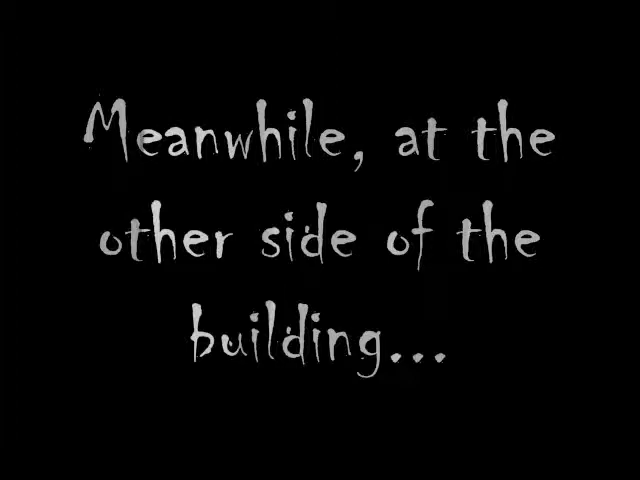 Meanwhile, at the
other side of the
building...